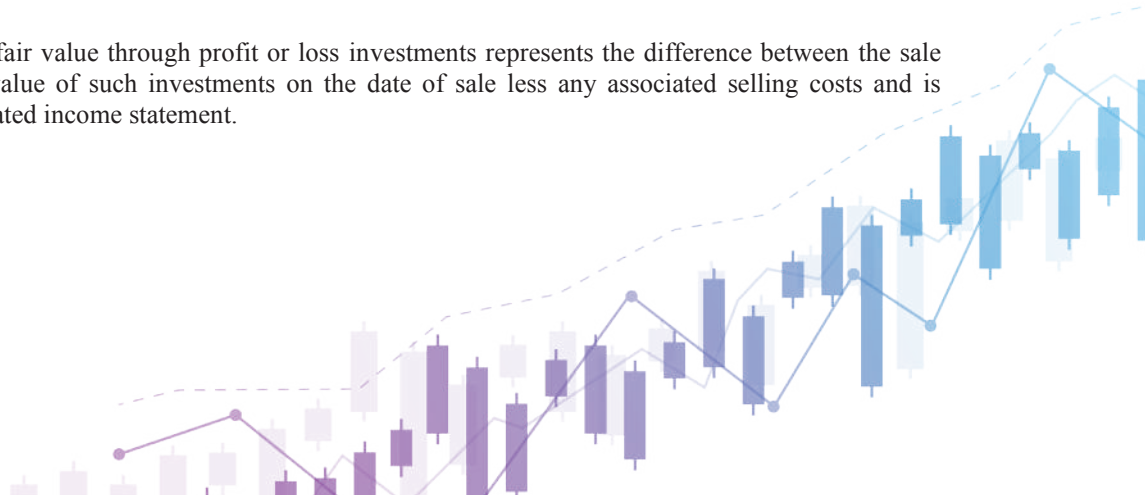 fair value through profit or loss investments represents the difference between the sale
value of such investments on the date of sale less any associated selling costs and is
ated income statement.